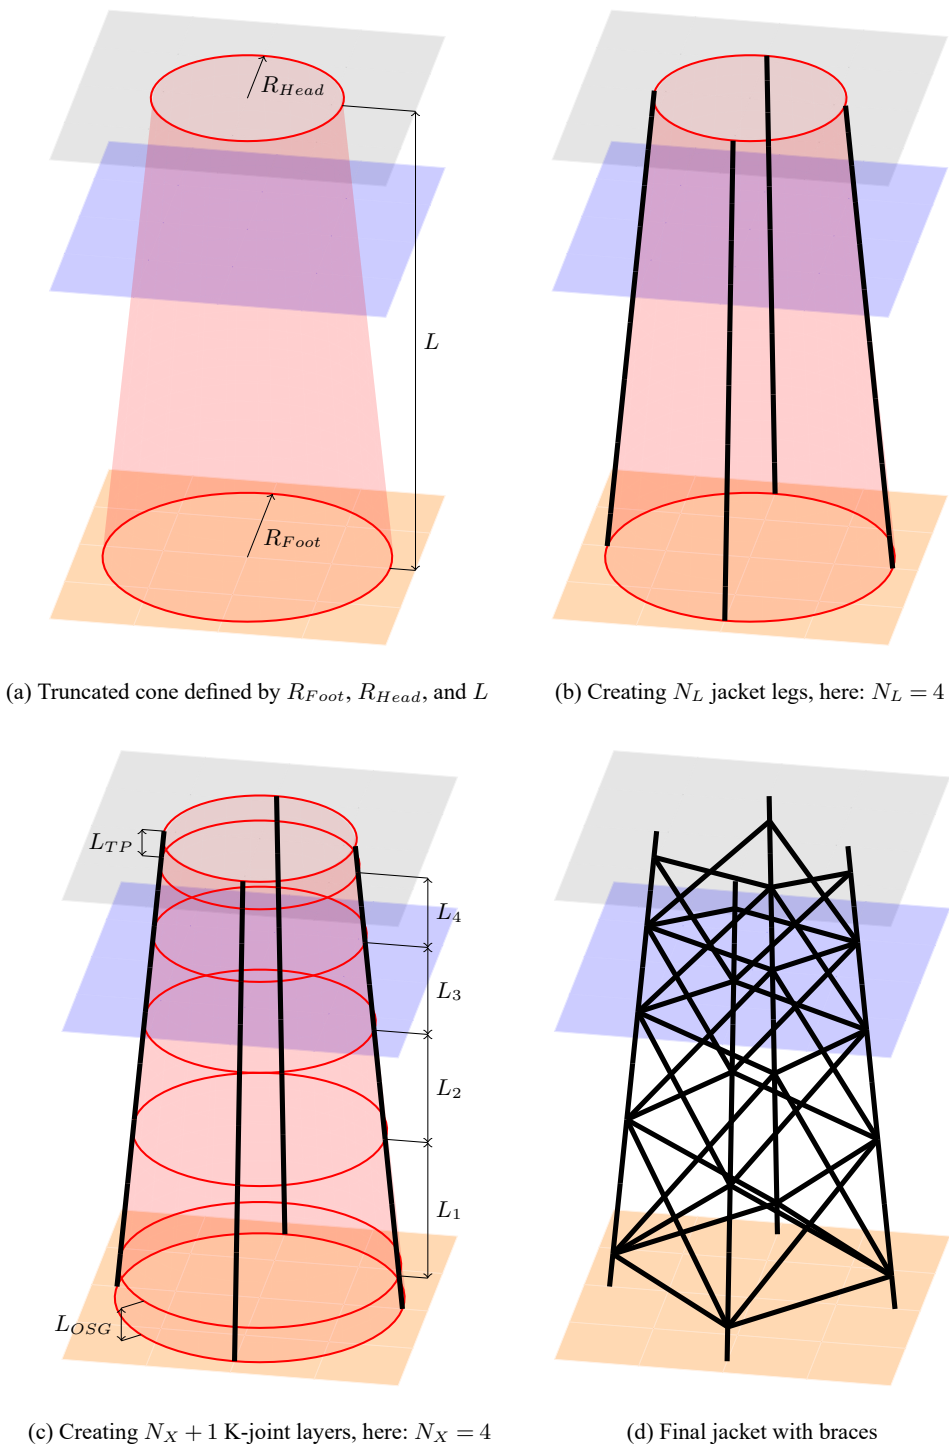 R_Head
L
R_Foot
(a) Truncated cone defined by R_Foot, R_Head, and L
(b) Creating N_L jacket legs, here: N_L = 4
L_TP
L_4
L_3
L_2
L_1
L_OSG
(c) Creating N_X + 1 K-joint layers, here: N_X = 4
(d) Final jacket with braces